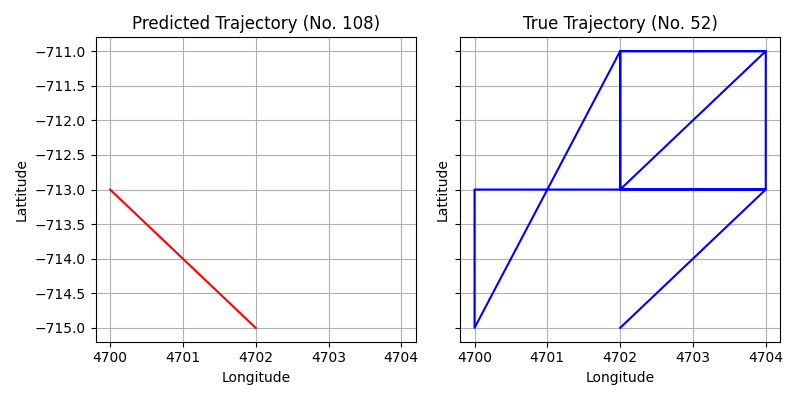 Predicted Trajectory (No. 108)
Lattitude
−711.0
−711.5
−712.0
−712.5
−713.0
−713.5
−714.0
−714.5
−715.0
4700 4701 4702 4703 4704
Longitude
True Trajectory (No. 52)
Lattitude
4700 4701 4702 4703 4704
Longitude